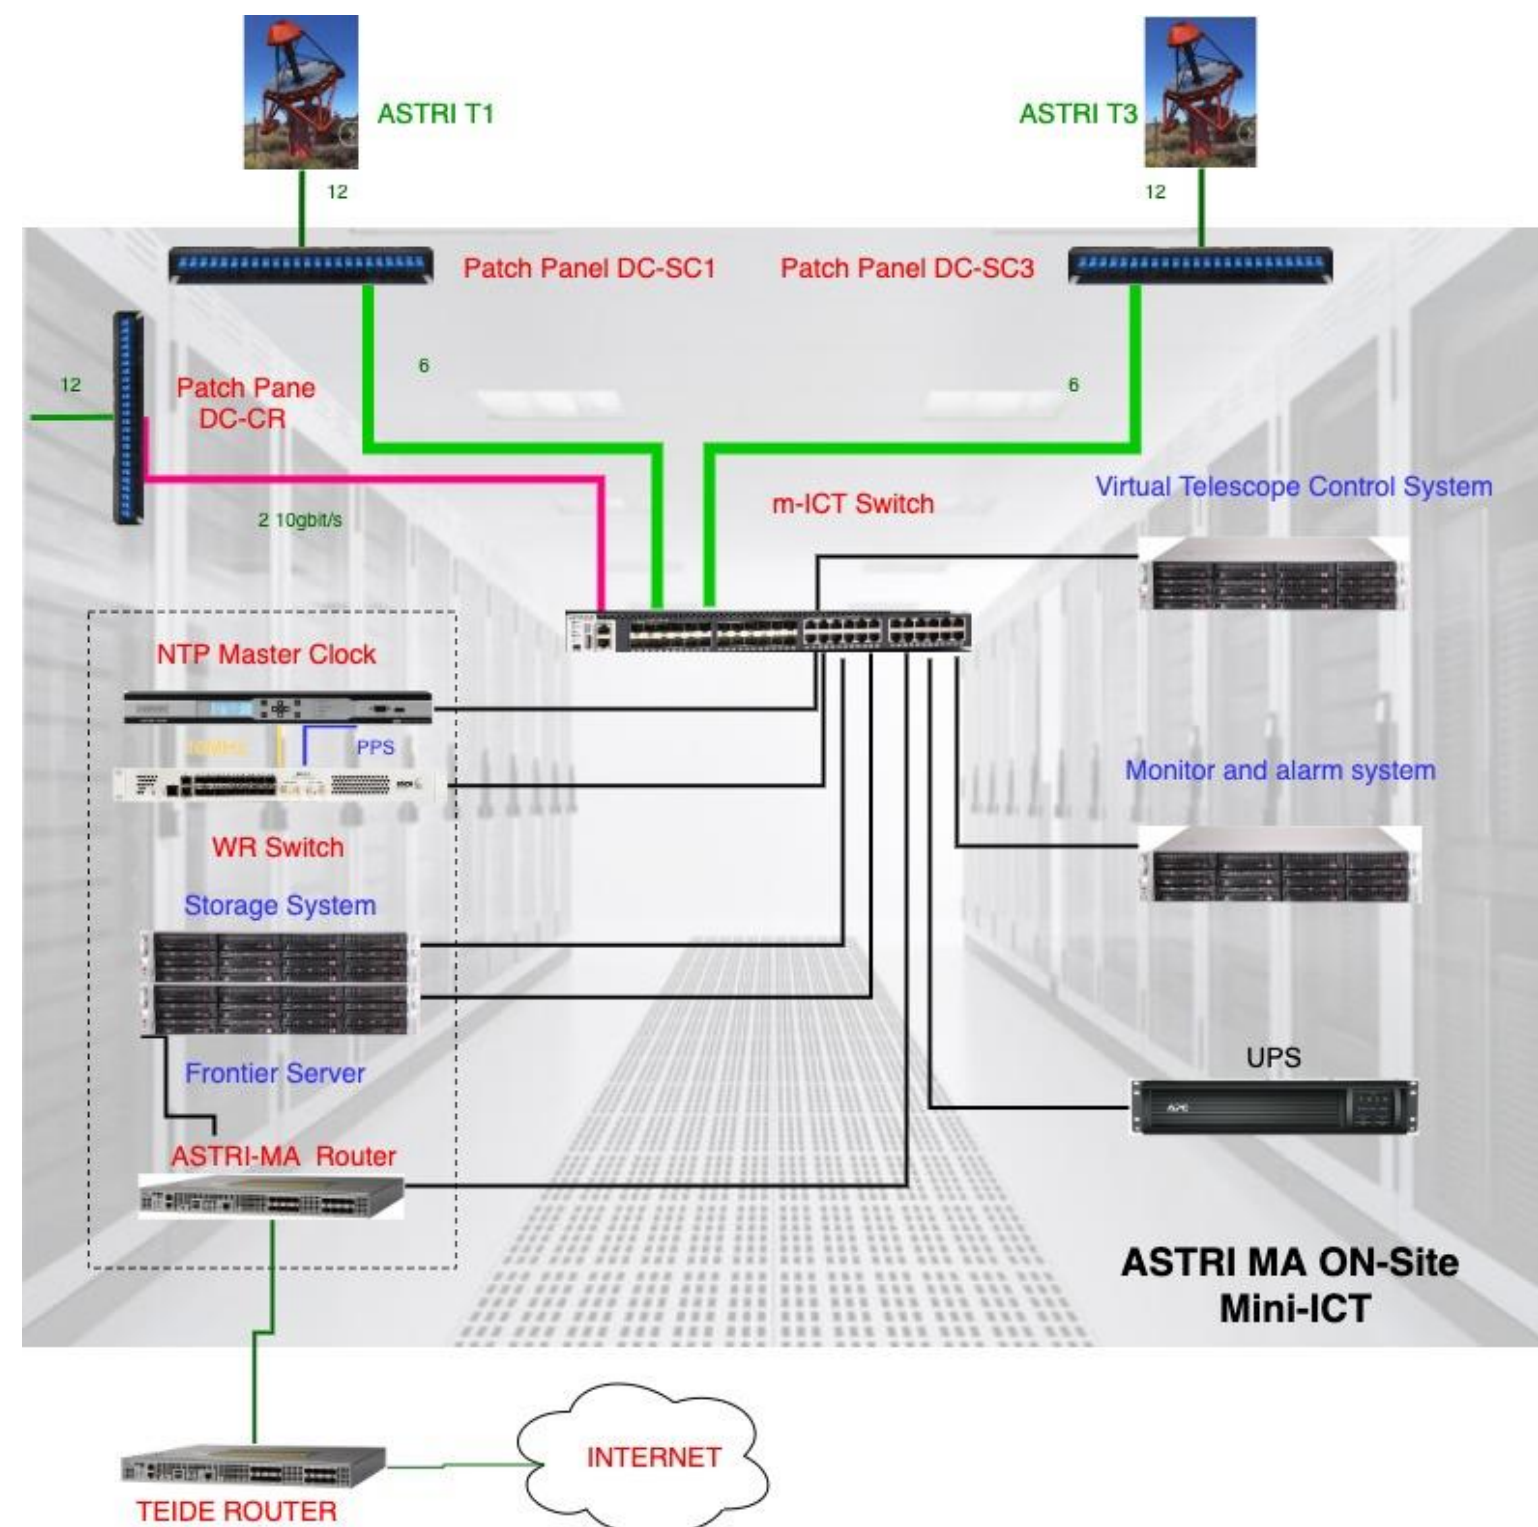 ASTRI T1
ASTRI T3
12
12
Patch Panel DC-SC1
Patch Panel DC-SC3
6
12
Patch Pane
DC-CR
6
2 10gbit/s
m-ICT Switch
Virtual Telescope Control System
NTP Master Clock
PPS
WR Switch
Monitor and alarm system
Storage System
UPS
APC
Frontier Server
ASTRI-MA Router
ASTRI MA ON-Site
Mini-ICT
INTERNET
TEIDE ROUTER